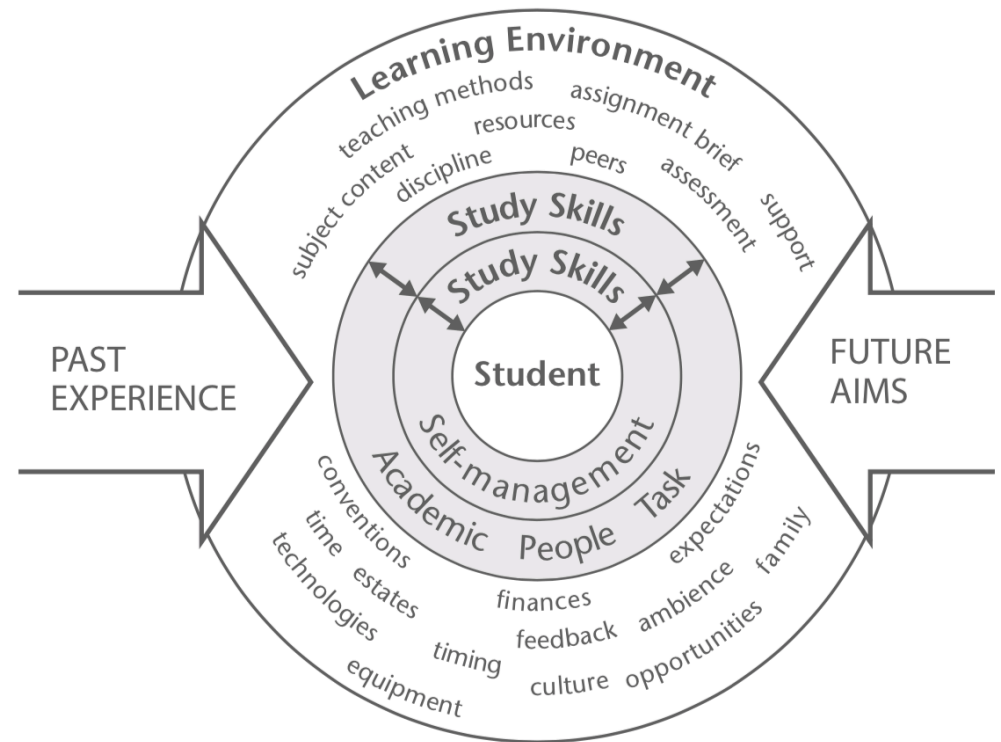 Learning Environment
teaching methods
assignment brief
resources
subject content
discipline
peers
assessment
support
Study Skills
Study Skills
PAST
EXPERIENCE
Student
FUTURE
AIMS
Self-management
Academic People Task
conventions
expectations
time
family
technologies
estates
finances
ambience
feedback
opportunities
timing
culture
equipment